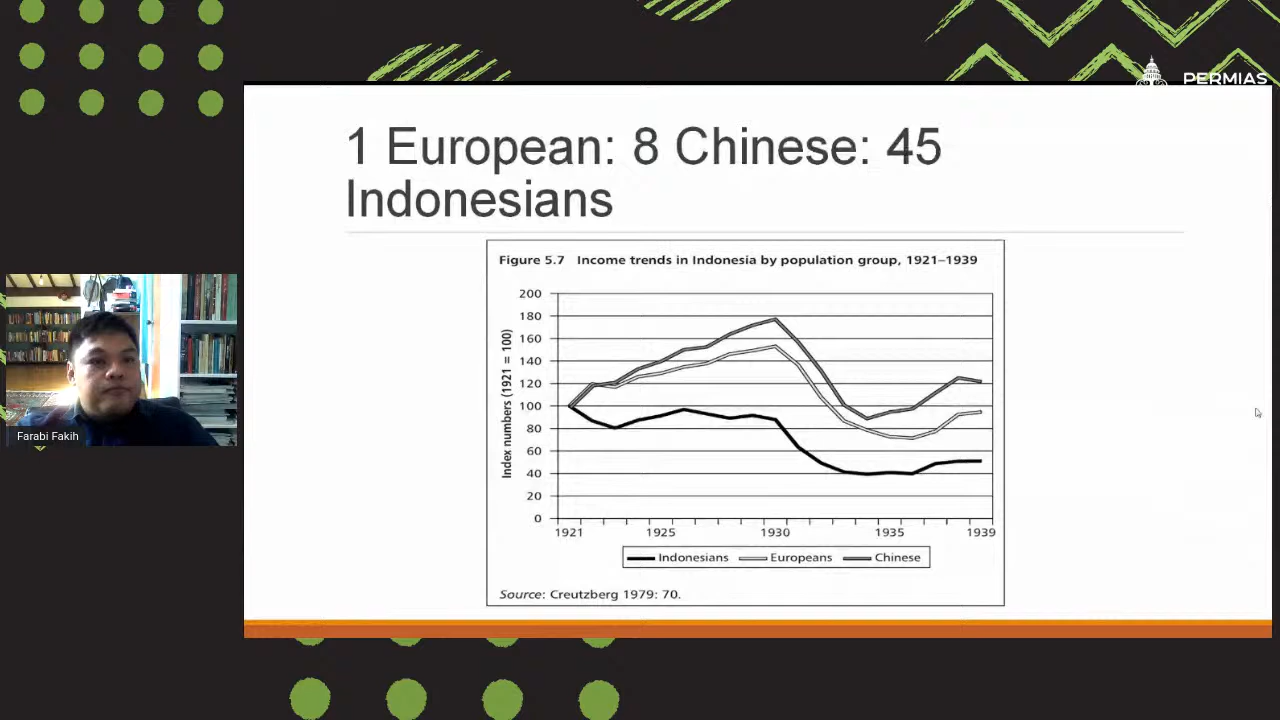 PERMIAS
1 European: 8 Chinese: 45
Indonesians
Figure 5.7 Income trends in Indonesia by population group, 1921–1939
Index numbers (1921 = 100)
200
180
160
140
120
100
80
60
40
20
0
1921 1925 1930 1935 1939
Indonesians Europeans Chinese
Source: Creutzberg 1979: 70.
Farabi Fakih